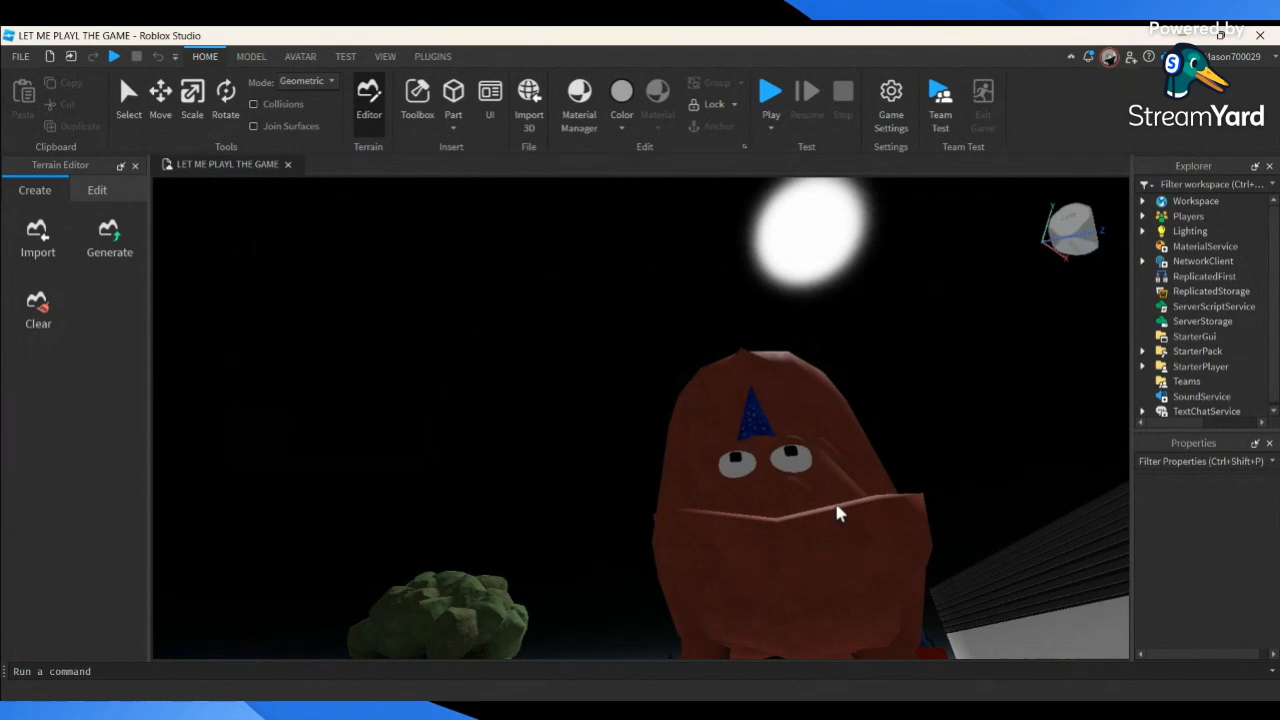 LET ME PLAYL THE GAME - Roblox Studio
Powered by
FILE HOME MODEL AVATAR TEST VIEW PLUGINS
Mason700029
StreamYard
Paste
Copy
Cut
Duplicate
Clipboard
Select Move Scale Rotate
Mode: Geometric
Collisions
Join Surfaces
Tools
Editor
Terrain
Toolbox Part UI
Insert
Import
3D
File
Material
Manager
Color
Material
Group
Lock
Anchor
Edit
Play Resume Stop
Test
Game
Settings
Settings
Team
Test
Exit
Game
Team Test
Terrain Editor
Create Edit
Import Generate
Clear
LET ME PLAYL THE GAME
Y
Z
Explorer
Filter workspace (Ctrl+...
Workspace
Players
Lighting
MaterialService
NetworkClient
ReplicatedFirst
ReplicatedStorage
ServerScriptService
ServerStorage
StarterGui
StarterPack
StarterPlayer
Teams
SoundService
TextChatService
Properties
Filter Properties (Ctrl+Shift+P)
Run a command